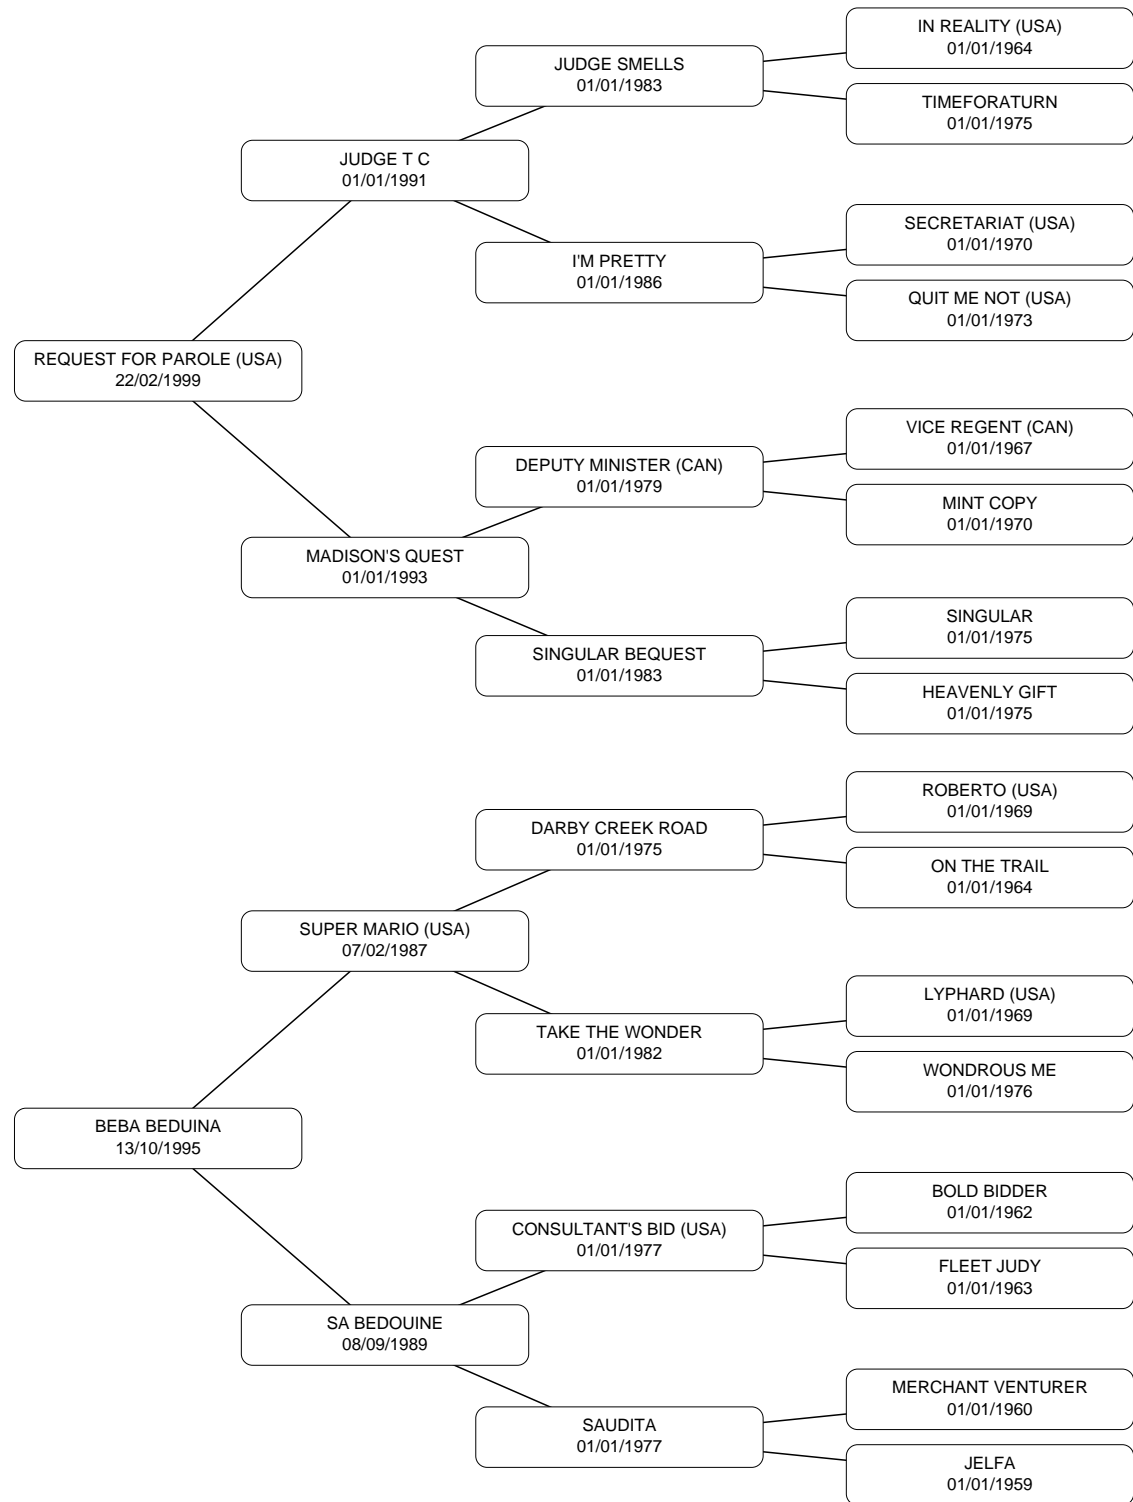 IN REALITY (USA)
01/01/1964
JUDGE SMELLS
01/01/1983
TIMEFORATURN
01/01/1975
JUDGE T C
01/01/1991
SECRETARIAT (USA)
01/01/1970
I'M PRETTY
01/01/1986
QUIT ME NOT (USA)
01/01/1973
REQUEST FOR PAROLE (USA)
22/02/1999
VICE REGENT (CAN)
01/01/1967
DEPUTY MINISTER (CAN)
01/01/1979
MINT COPY
01/01/1970
MADISON'S QUEST
01/01/1993
SINGULAR
01/01/1975
SINGULAR BEQUEST
01/01/1983
HEAVENLY GIFT
01/01/1975
ROBERTO (USA)
01/01/1969
DARBY CREEK ROAD
01/01/1975
ON THE TRAIL
01/01/1964
SUPER MARIO (USA)
07/02/1987
LYPHARD (USA)
01/01/1969
TAKE THE WONDER
01/01/1982
WONDROUS ME
01/01/1976
BEBA BEDUINA
13/10/1995
BOLD BIDDER
01/01/1962
CONSULTANT'S BID (USA)
01/01/1977
FLEET JUDY
01/01/1963
SA BEDOUINE
08/09/1989
MERCHANT VENTURER
01/01/1960
SAUDITA
01/01/1977
JELFA
01/01/1959